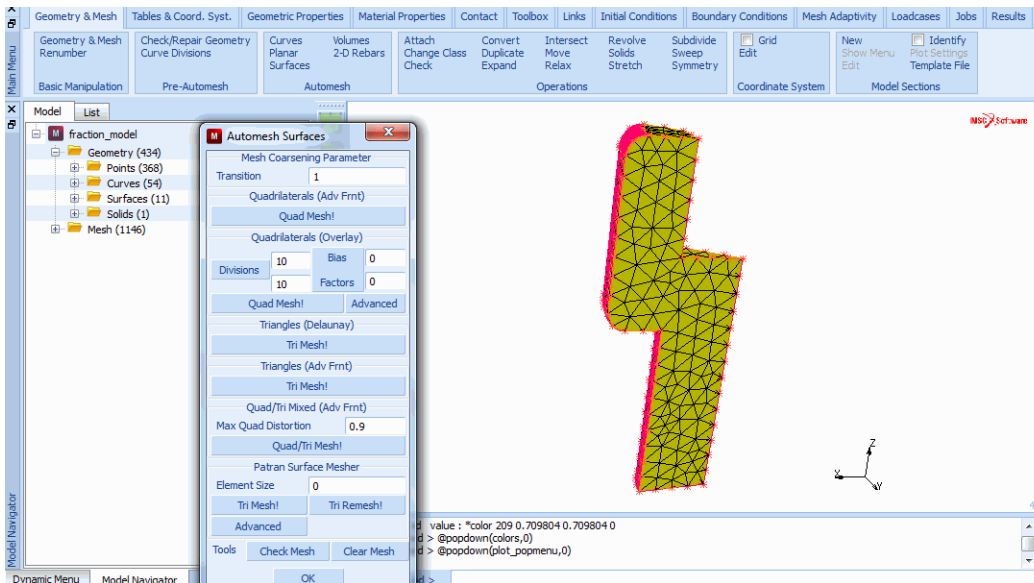 Geometry & Mesh Tables & Coord. Syst. Geometric Properties Material Properties Contact Toolbox Links Initial Conditions Boundary Conditions Mesh Adaptivity Loadcases Jobs Results
Main Menu
Geometry & Mesh Check/Repair Geometry Curves Volumes Attach Convert Intersect Revolve Subdivide Grid New Identify
Renumber Curve Divisions Planar 2-D Rebars Change Class Duplicate Move Solids Sweep Edit Show Menu Plot Settings
Surfaces Check Expand Relax Stretch Symmetry Edit Template File
Basic Manipulation Pre-Automesh Automesh Operations Coordinate System Model Sections
Model List
fraction_model
Geometry (434)
Points (368)
Curves (54)
Surfaces (11)
Solids (1)
Mesh (1146)
Model Navigator
Automesh Surfaces
Mesh Coarsening Parameter
Transition 1
Quadrilaterals (Adv Frnt)
Quad Mesh!
Quadrilaterals (Overlay)
Divisions 10 Bias 0
10 Factors 0
Quad Mesh! Advanced
Triangles (Delaunay)
Tri Mesh!
Triangles (Adv Frnt)
Tri Mesh!
Quad/Tri Mixed (Adv Frnt)
Max Quad Distortion 0.9
Quad/Tri Mesh!
Patran Surface Mesher
Element Size 0
Tri Mesh! Tri Remesh!
Advanced
Tools Check Mesh Clear Mesh
OK
MSC Software
Z
X
Y
d value : *color 209 0.709804 0.709804 0
d > @popdown(colors,0)
d > @popdown(plot_popmenu,0)
Dynamic Menu Model Navigator
d >